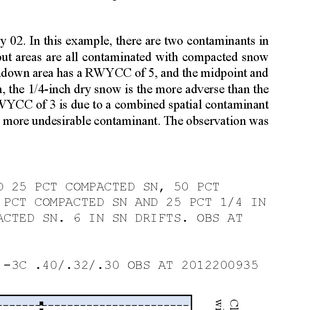 y 02. In this example, there are two contaminants in
out areas are all contaminated with compacted snow
hdown area has a RWYCC of 5, and the midpoint and
, the 1/4-inch dry snow is the more adverse than the
WYCC of 3 is due to a combined spatial contaminant
more undesirable contaminant. The observation was
D 25 PCT COMPACTED SN, 50 PCT
PCT COMPACTED SN AND 25 PCT 1/4 IN
ACTED SN. 6 IN SN DRIFTS. OBS AT
-3C .40/.32/.30 OBS AT 2012200935